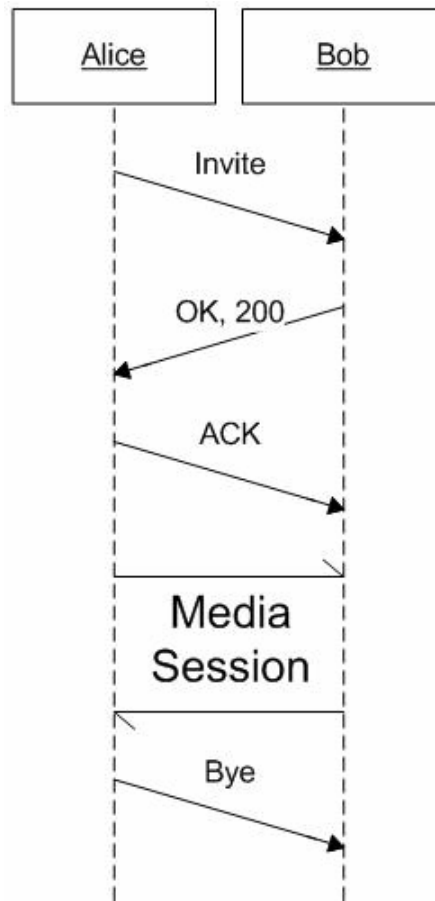 Alice
Bob
Invite
OK, 200
ACK
Media
Session
Bye